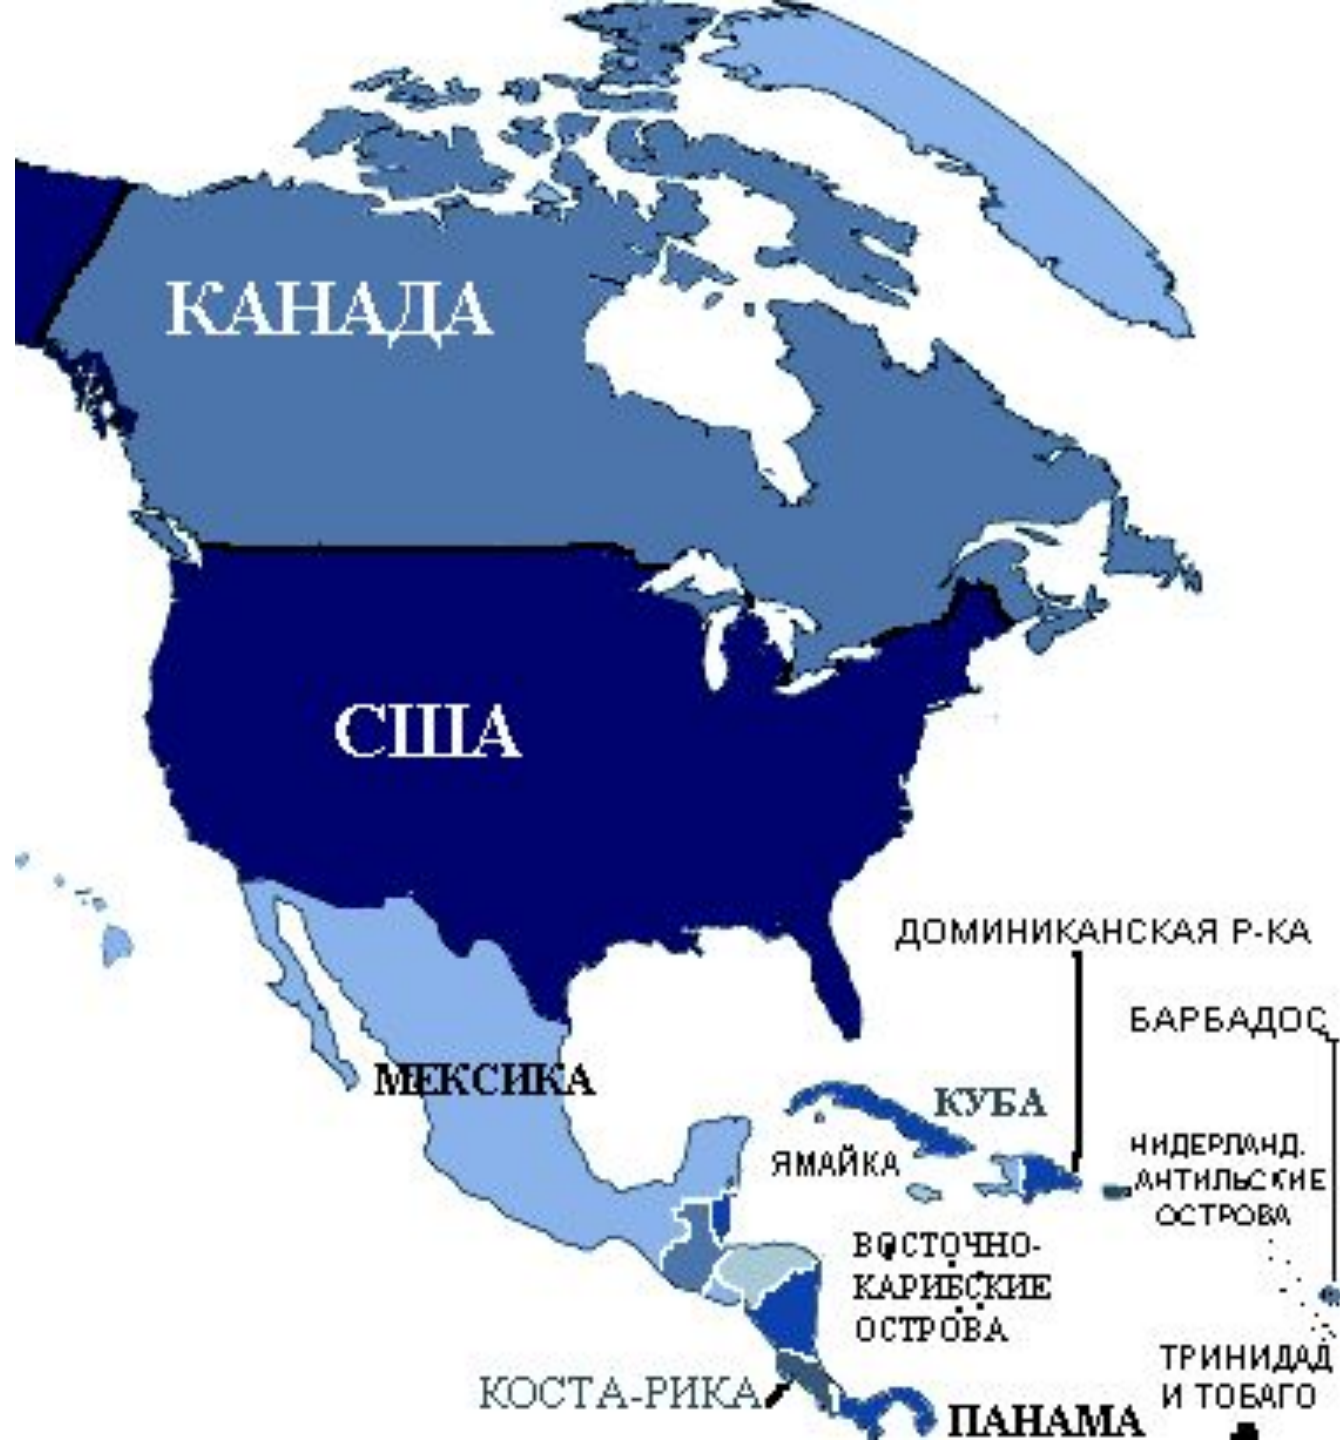 КАНАДА
США
ДОМИНИКАНСКАЯ Р-КА
БАРБАДОС
МЕКСИКА
КУБА
ЯМАЙКА
НИДЕРЛАНД.
АНТИЛЬСКИЕ
ОСТРОВА
ВОСТОЧНО-
КАРИБСКИЕ
ОСТРОВА
ТРИНИДАД
И ТОБАГО
КОСТА-РИКА
ПАНАМА